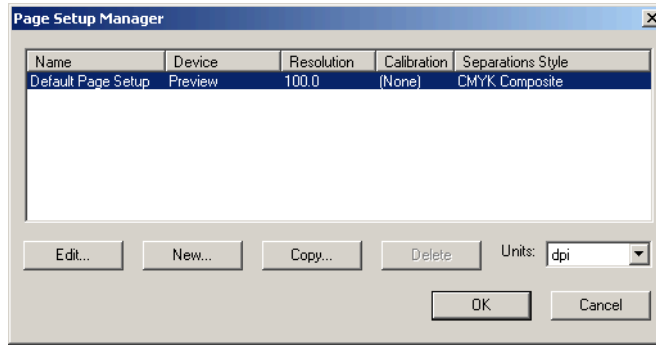 Page Setup Manager
Name Device Resolution Calibration Separations Style
Default Page Setup Preview 100.0 (None) CMYK Composite
Edit... New... Copy... Delete Units: dpi
OK Cancel